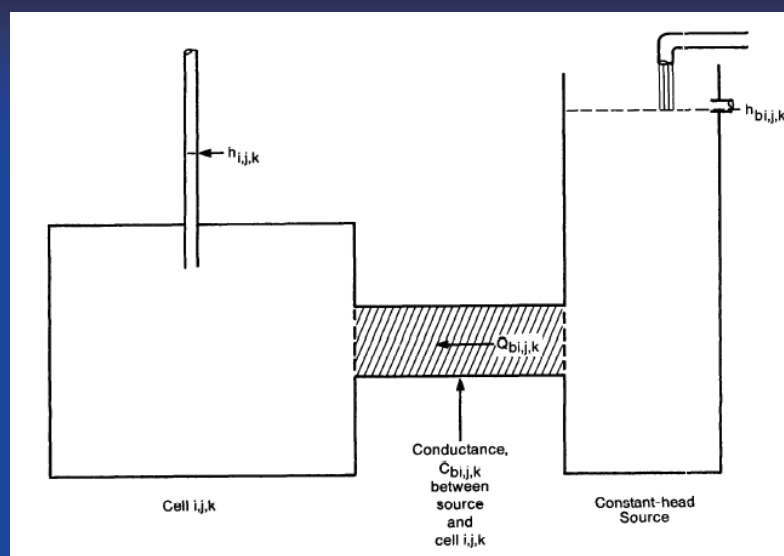 h_{bi,j,k}
h_{i,j,k}
Q_{bi,j,k}
Conductance,
C_{bi,j,k}
between
source
and
cell i,j,k
Cell i,j,k
Constant-head
Source